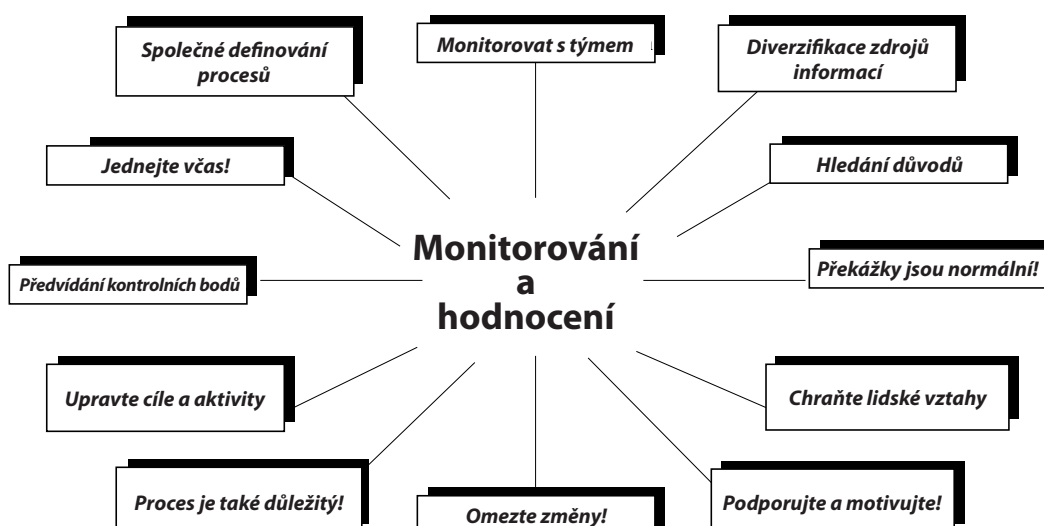 Společné definování
procesů
Monitorovat s týmem
Diverzifikace zdrojů
informací
Jednejte včas!
Hledání důvodů
Monitorování
a
hodnocení
Předvídání kontrolních bodů
Překážky jsou normální!
Upravte cíle a aktivity
Chraňte lidské vztahy
Proces je také důležitý!
Omezte změny!
Podporujte a motivujte!